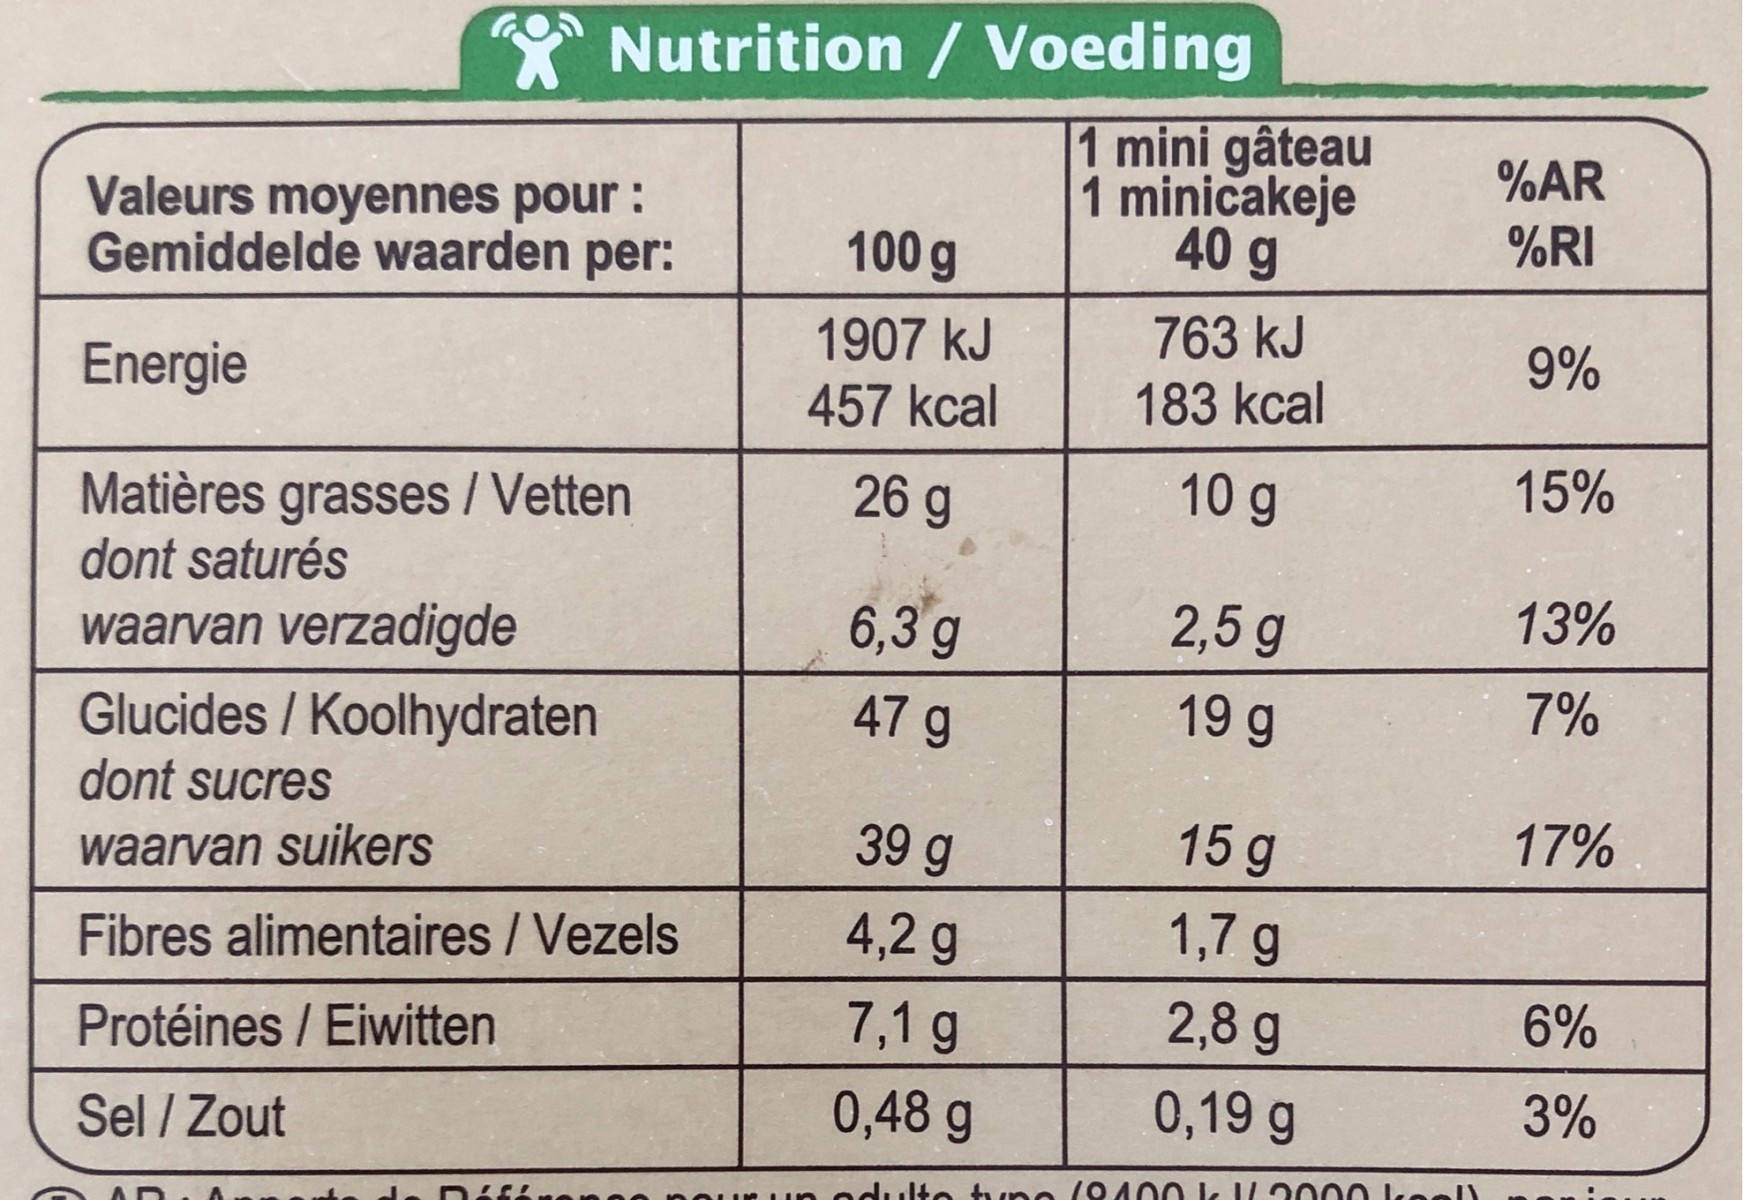 Nutrition / Voeding
Valeurs moyennes pour :
Gemiddelde waarden per:
100 g
1 mini gâteau
1 minicakeje
40 g
%AR
%RI
Energie
1907 kJ
457 kcal
763 kJ
183 kcal
9%
Matières grasses / Vetten
26 g
10 g
15%
dont saturés
waarvan verzadigde
6,3 g
2,5 g
13%
Glucides / Koolhydraten
47 g
19 g
7%
dont sucres
waarvan suikers
39 g
15 g
17%
Fibres alimentaires / Vezels
4,2 g
1,7 g
Protéines / Eiwitten
7,1 g
2,8 g
6%
Sel / Zout
0,48 g
0,19 g
3%